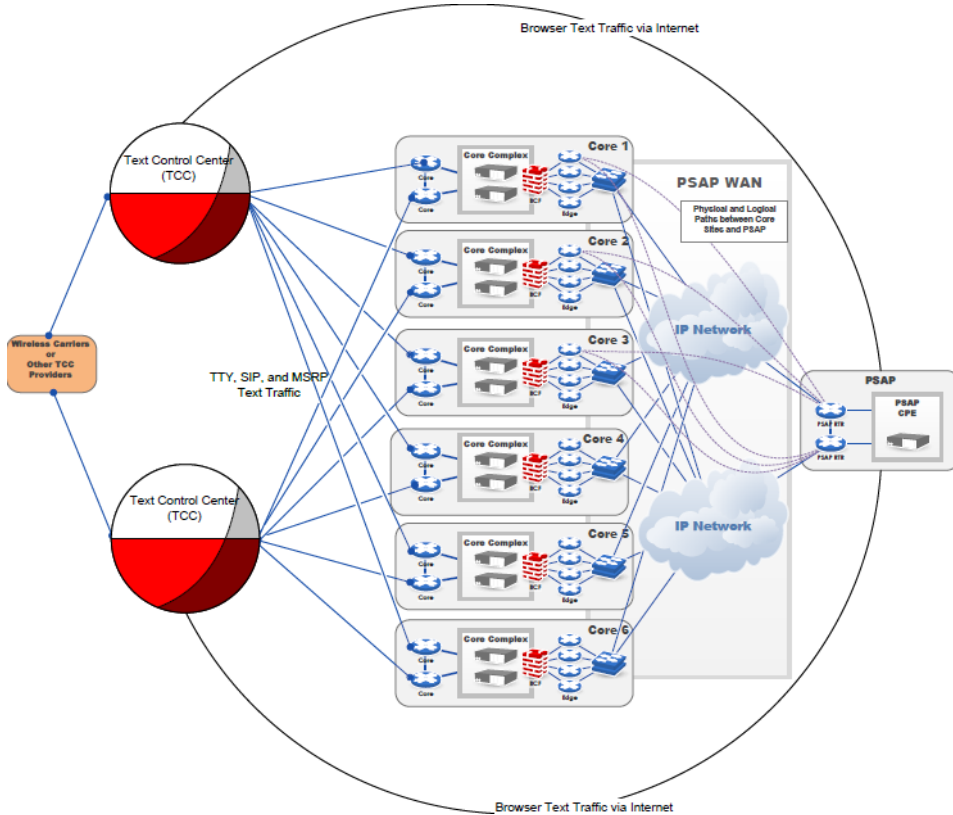 Browser Text Traffic via Internet
Text Control Center
(TCC)
Text Control Center
(TCC)
Wireless Carriers
or
Other TCC
Providers
TTY, SIP, and MSRP
Text Traffic
Core 1
Core Complex
Core
Core
BCF
Edge
Core 2
Core Complex
Core
Core
BCF
Edge
Core 3
Core Complex
Core
Core
BCF
Edge
Core 4
Core Complex
Core
Core
BCF
Edge
Core 5
Core Complex
Core
Core
BCF
Edge
Core 6
Core Complex
Core
Core
BCF
Edge
PSAP WAN
Physical and Logical
Paths between Core
Sites and PSAP
IP Network
IP Network
PSAP
PSAP
CPE
PSAP RTR
PSAP RTR
Browser Text Traffic via Internet